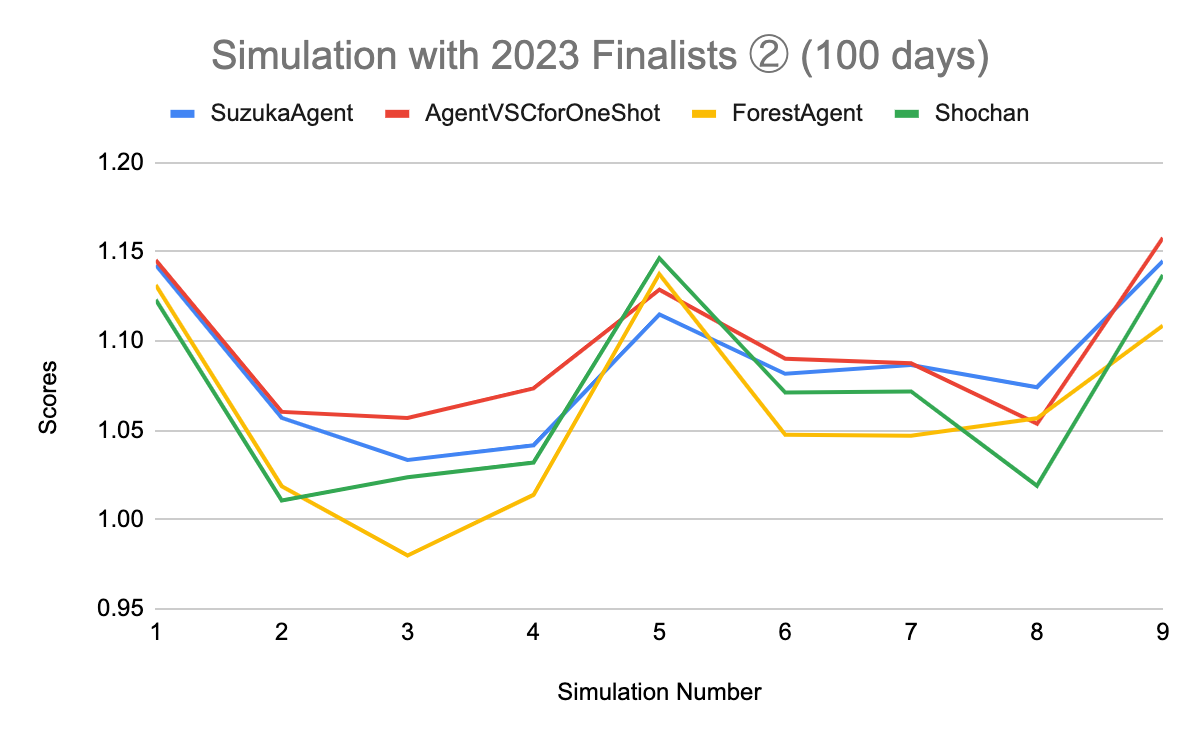 Simulation with 2023 Finalists ② (100 days)
SuzukaAgent AgentVSCforOneShot ForestAgent Shochan
1.20
1.15
1.10
1.05
1.00
0.95
Scores
1 2 3 4 5 6 7 8 9
Simulation Number